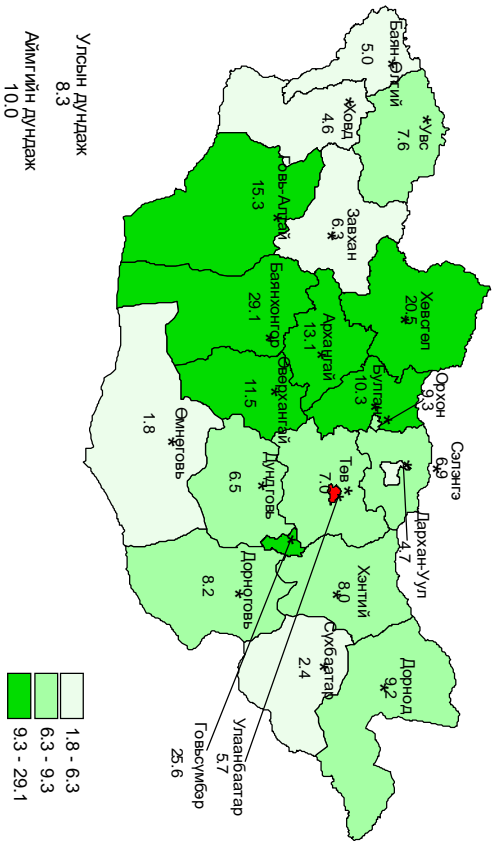 Баян-Өлгий
5.0
Увс
7.6
Ховд
4.6
Завхан
6.3
Говь-Алтай
15.3
Хөвсгөл
20.5
Архангай
13.1
Баянхонгор
29.1
Орхон
9.3
Булган
10.3
Өвөрхангай
11.5
Өмнөговь
1.8
Сэлэнгэ
6.9
Дархан-Уул
4.7
Төв
7.0
Дундговь
6.5
Хэнтий
8.0
Дорноговь
8.2
Дорнод
9.2
Сүхбаатар
2.4
Улаанбаатар
5.7
Говьсүмбэр
25.6
Улсын дундаж
8.3
Аймгийн дундаж
10.0
1.8 - 6.3
6.3 - 9.3
9.3 - 29.1